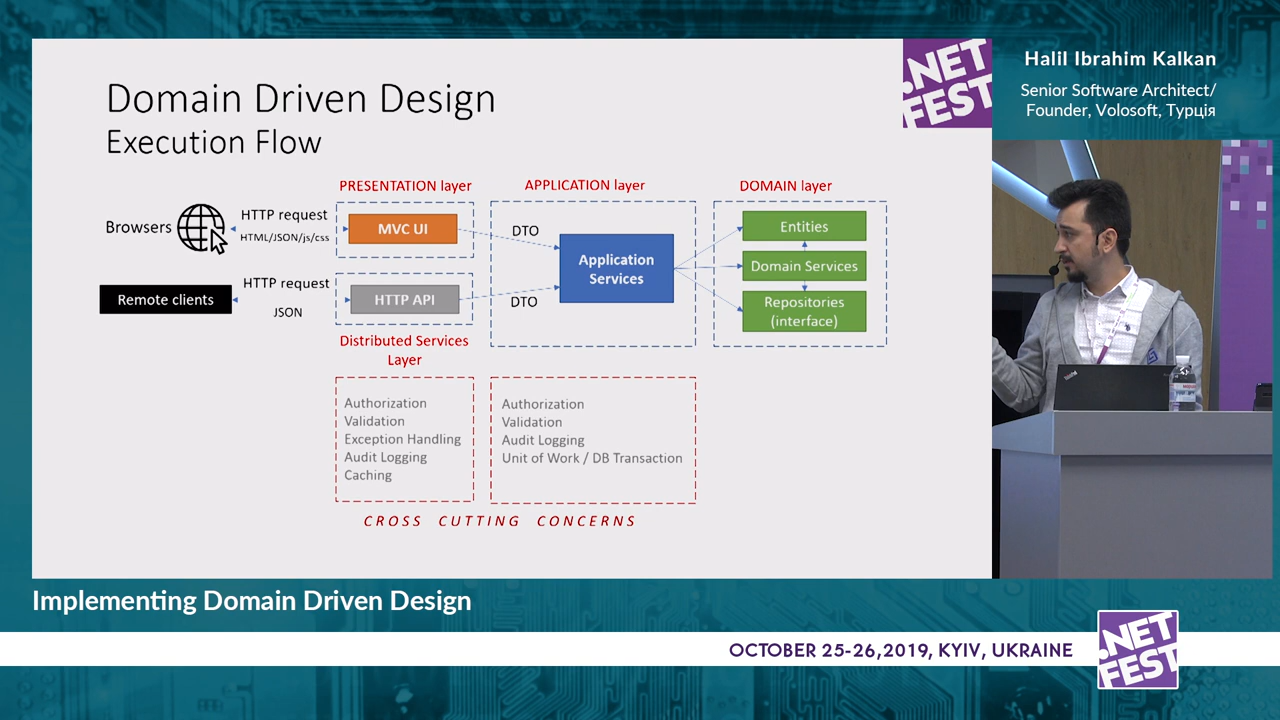 Domain Driven Design
Execution Flow
.NET
FEST
Halil Ibrahim Kalkan
Senior Software Architect/
Founder, Volosoft, Турція
PRESENTATION layer
APPLICATION layer
DOMAIN layer
Browsers
HTTP request
HTML/JSON/js/css
MVC UI
DTO
Application
Services
Entities
Domain Services
Repositories
(interface)
Remote clients
HTTP request
JSON
HTTP API
DTO
Distributed Services
Layer
Authorization
Validation
Exception Handling
Audit Logging
Caching
Authorization
Validation
Audit Logging
Unit of Work / DB Transaction
CROSS CUTTING CONCERNS
ThinkPad
Implementing Domain Driven Design
OCTOBER 25-26,2019, KYIV, UKRAINE
.NET
FEST